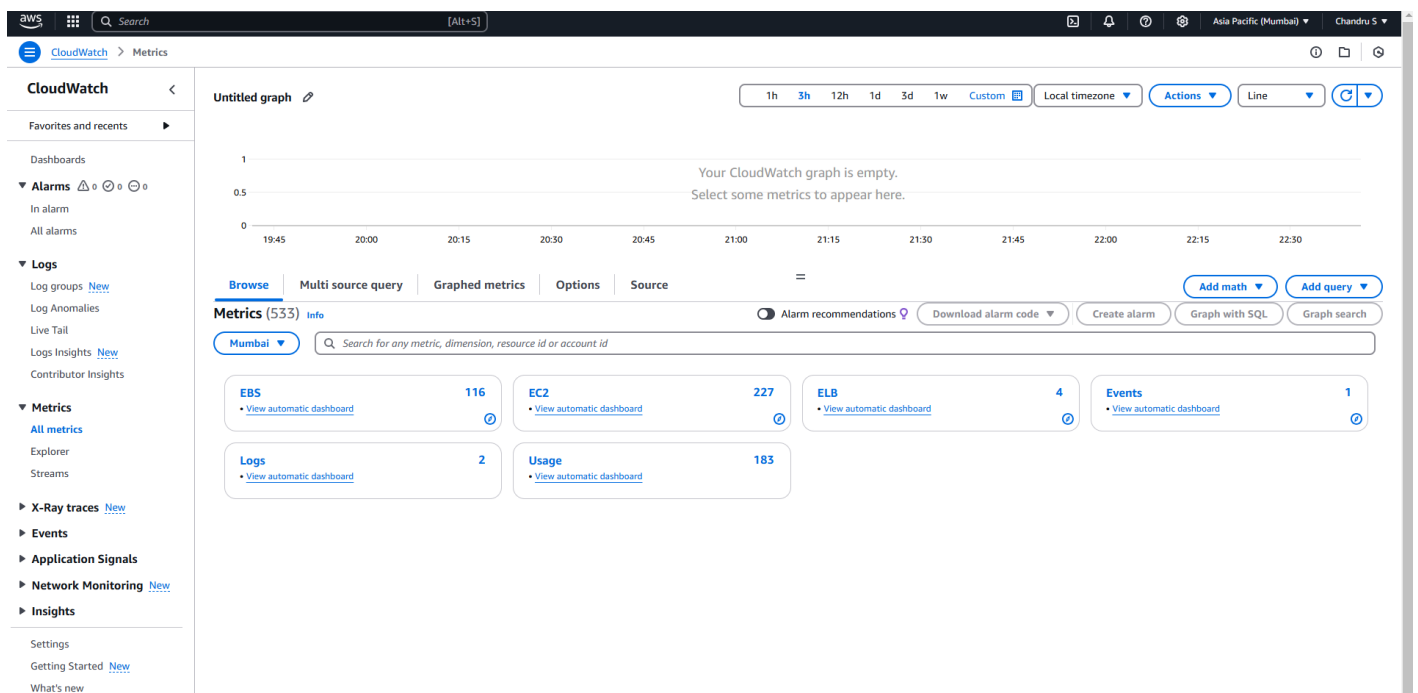 aws Search [Alt+S] Asia Pacific (Mumbai) ▼ Chandru S ▼
CloudWatch > Metrics
CloudWatch
Favorites and recents
Dashboards
Alarms 0 0 0
In alarm
All alarms
Logs
Log groups New
Log Anomalies
Live Tail
Logs Insights New
Contributor Insights
Metrics
All metrics
Explorer
Streams
X-Ray traces New
Events
Application Signals
Network Monitoring New
Insights
Settings
Getting Started New
What's new
Untitled graph 1h 3h 12h 1d 3d 1w Custom Local timezone Actions Line
1
Your CloudWatch graph is empty.
0.5
Select some metrics to appear here.
0
19:45 20:00 20:15 20:30 20:45 21:00 21:15 21:30 21:45 22:00 22:15 22:30
Browse Multi source query Graphed metrics Options Source Add math Add query
Metrics (533) Info Alarm recommendations Download alarm code Create alarm Graph with SQL Graph search
Mumbai Search for any metric, dimension, resource id or account id
EBS 116 EC2 227 ELB 4 Events 1
• View automatic dashboard • View automatic dashboard • View automatic dashboard • View automatic dashboard
Logs 2 Usage 183
• View automatic dashboard • View automatic dashboard